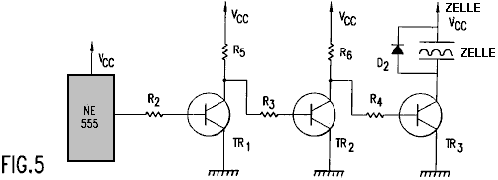 ZELLE
VCC
VCC
VCC
R5
R6
ZELLE
D2
VCC
NE
555
R2
R3
R4
TR1
TR2
TR3
FIG.5